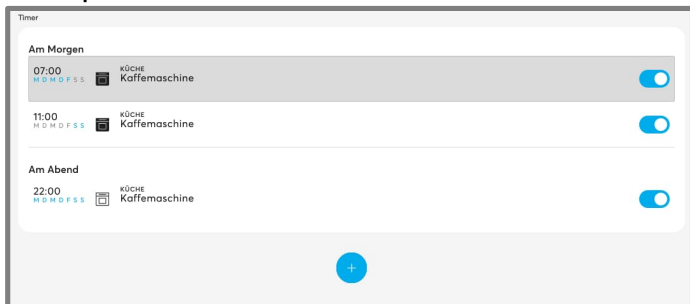 Timer
Am Morgen
07:00
KÜCHE
MDMDFSS
Kaffemaschine
11:00
KÜCHE
MDMDFSS
Kaffemaschine
Am Abend
22:00
KÜCHE
MDMDFSS
Kaffemaschine
+